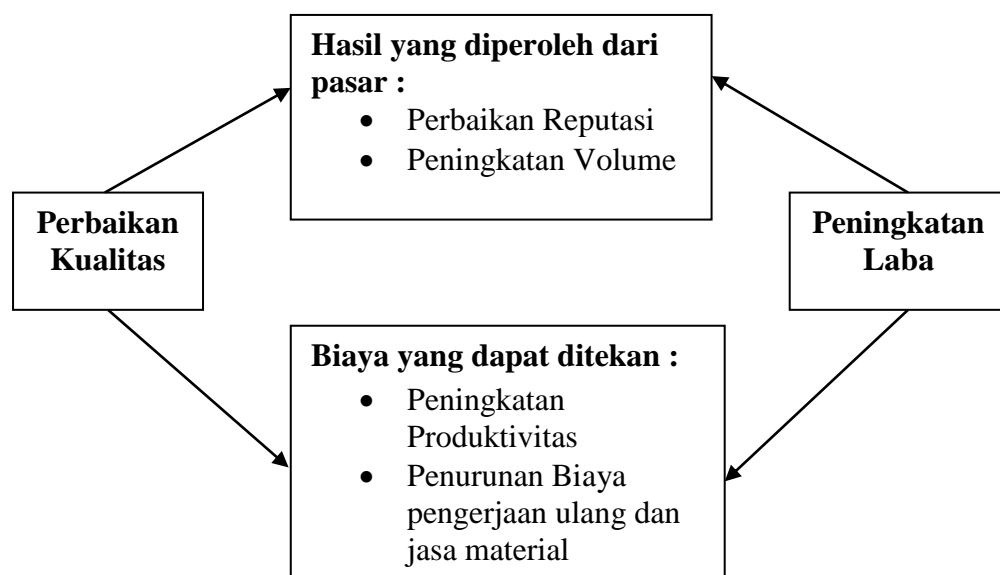 Hasil yang diperoleh dari
pasar :
• Perbaikan Reputasi
• Peningkatan Volume
Perbaikan
Kualitas
Peningkatan
Laba
Biaya yang dapat ditekan :
• Peningkatan
Produktivitas
• Penurunan Biaya
pengerjaan ulang dan
jasa material